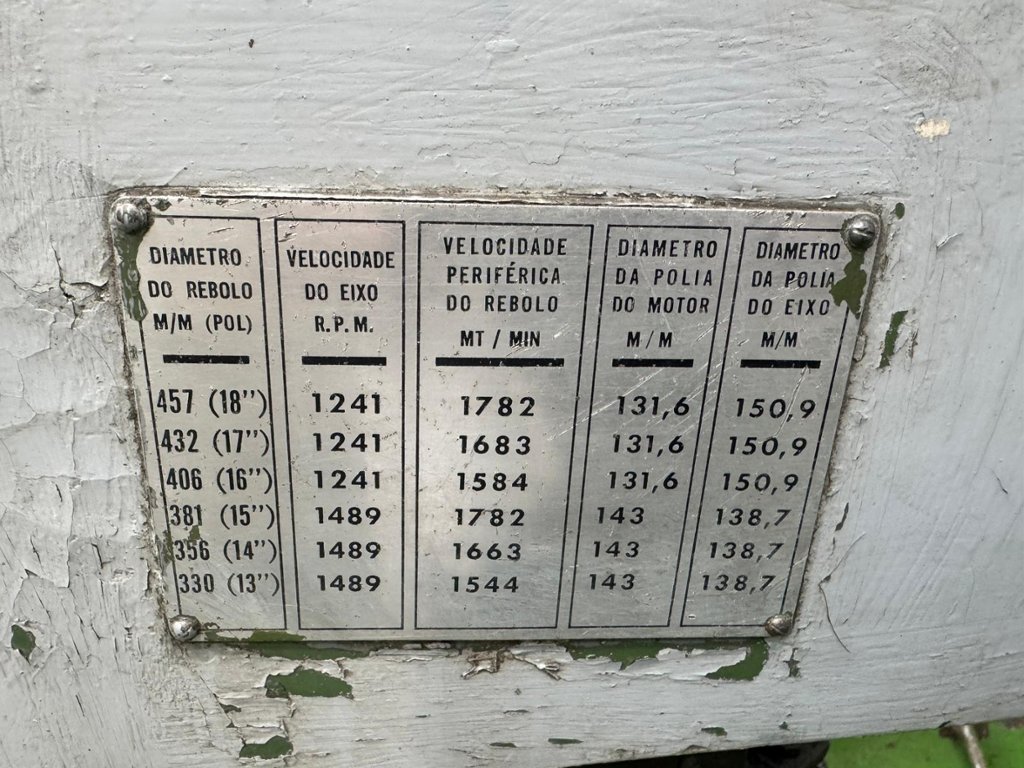 DIAMETRO
DO REBOLO
M/M (POL)
VELOCIDADE
DO EIXO
R.P.M.
VELOCIDADE
PERIFÉRICA
DO REBOLO
MT / MIN
DIAMETRO
DA POLIA
DO MOTOR
M/M
DIAMETRO
DA POLIA
DO EIXO
M/M
457 (18") 1241 1782 131,6 150,9
432 (17") 1241 1683 131,6 150,9
406 (16") 1241 1584 131,6 150,9
381 (15") 1489 1782 143 138,7
356 (14") 1489 1663 143 138,7
330 (13") 1489 1544 143 138,7